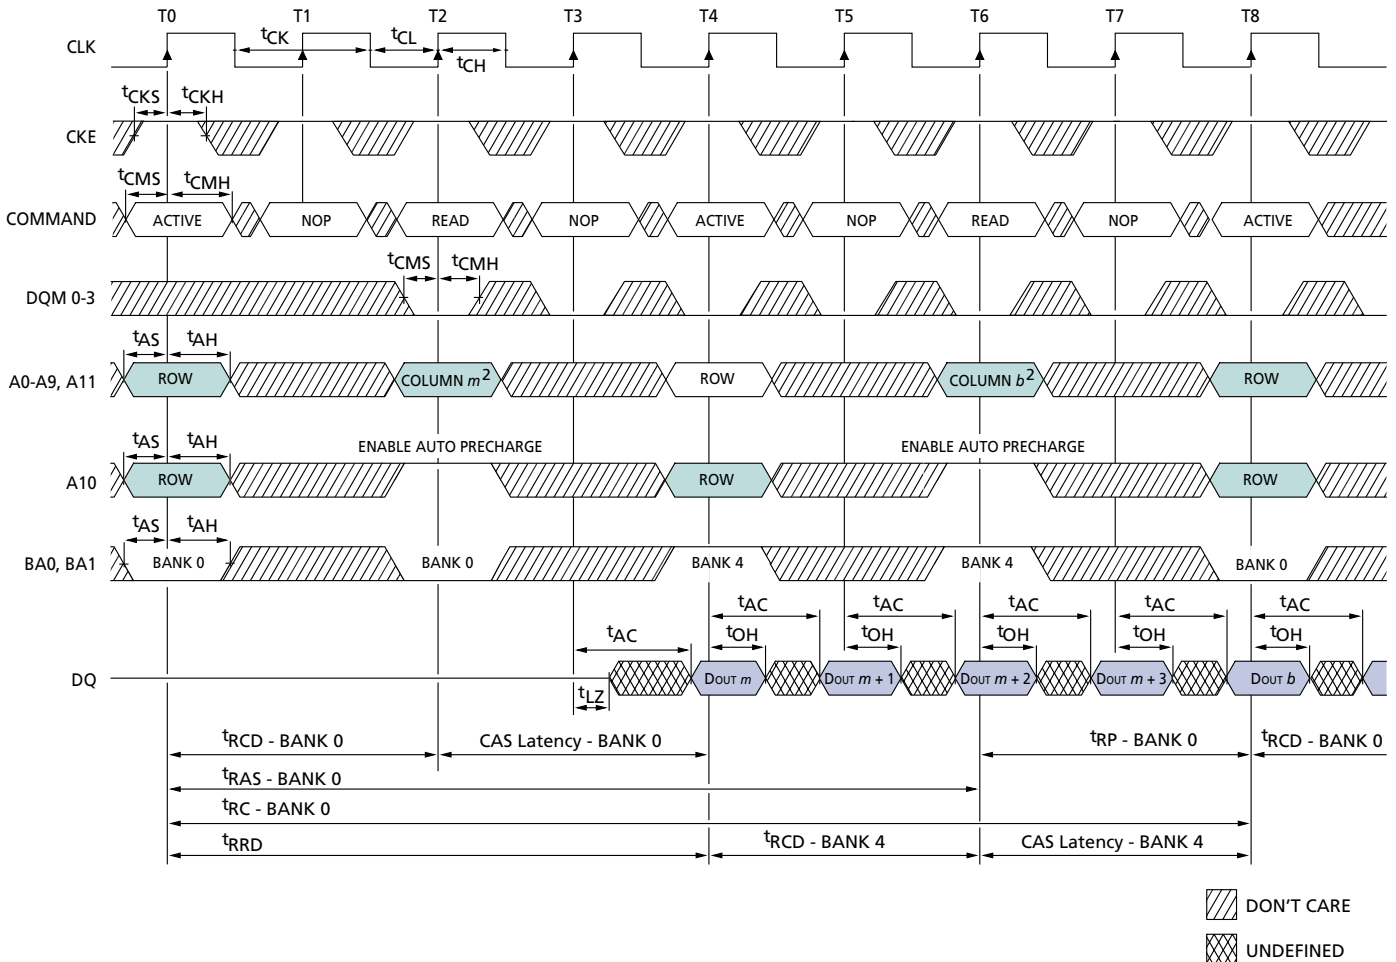 T0 T1 T2 T3 T4 T5 T6 T7 T8
CLK tCK tCL tCH
tCKS tCKH
CKE
tCMS tCMH
COMMAND ACTIVE NOP READ NOP ACTIVE NOP READ NOP ACTIVE
tCMS tCMH
DQM 0-3
tAS tAH
A0-A9, A11 ROW COLUMN m2 ROW COLUMN b2 ROW
tAS tAH ENABLE AUTO PRECHARGE ENABLE AUTO PRECHARGE
A10 ROW ROW ROW
tAS tAH
BA0, BA1 BANK 0 BANK 0 BANK 4 BANK 4 BANK 0
tAC tAC tAC tAC tAC
tAC tOH tOH tOH tOH tOH
DQ DOUT m DOUT m + 1 DOUT m + 2 DOUT m + 3 DOUT b
tLZ
tRCD - BANK 0 CAS Latency - BANK 0 tRP - BANK 0 tRCD - BANK 0
tRAS - BANK 0
tRC - BANK 0
tRRD tRCD - BANK 4 CAS Latency - BANK 4
DON'T CARE
UNDEFINED